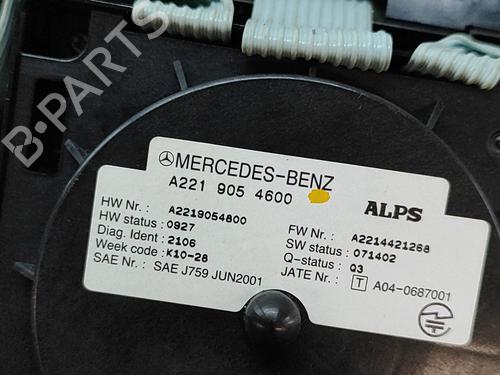 B-PARTS
MERCEDES-BENZ
A221 905 4600
ALPS
HW Nr. : A2219054800
HW status : 0927
Diag. Ident : 2106
Week code : K10-28
SAE Nr. : SAE J759 JUN2001
FW Nr. : A2214421268
SW status : 071402
Q-status : Q3
JATE Nr. : T A04-0687001